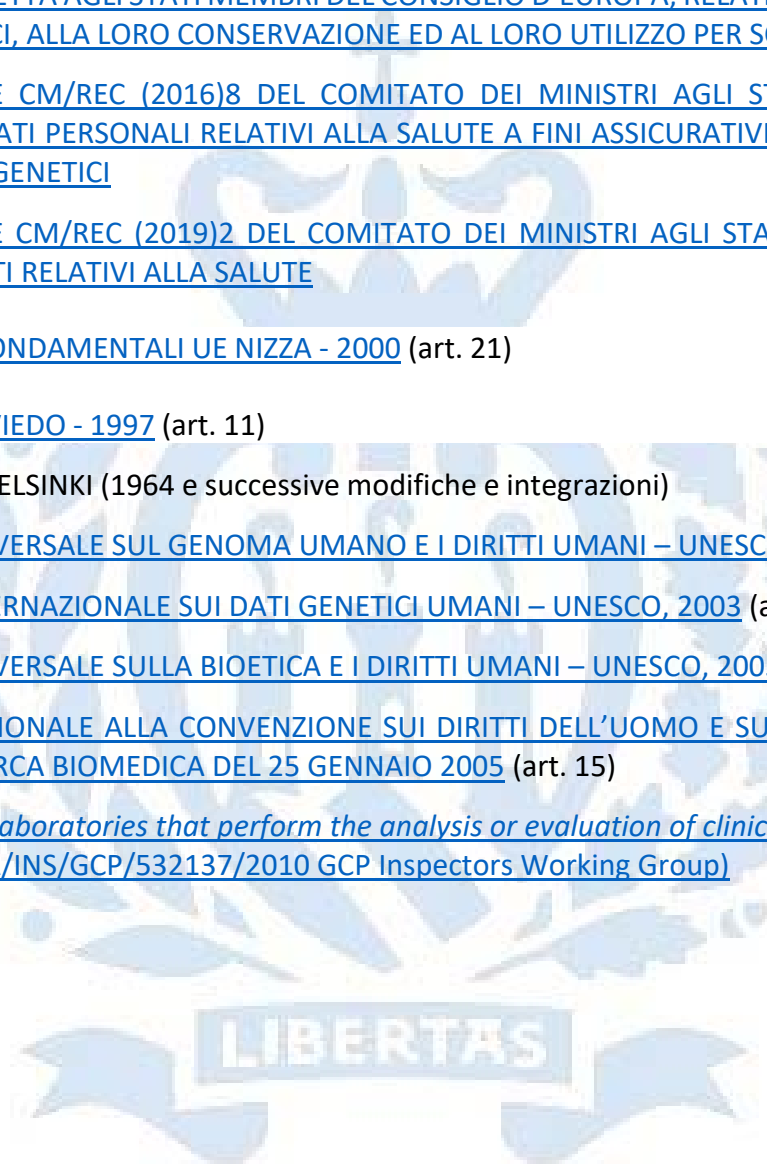 ETTA AGLI STATI MEMBRI DEL CONSIGLIO D'EUROPA, RELATI
CI, ALLA LORO CONSERVAZIONE ED AL LORO UTILIZZO PER SC
E CM/REC (2016)8 DEL COMITATO DEI MINISTRI AGLI ST
ATI PERSONALI RELATIVI ALLA SALUTE A FINI ASSICURATIVI
GENETICI
E CM/REC (2019)2 DEL COMITATO DEI MINISTRI AGLI STA
TI RELATIVI ALLA SALUTE
ONDAMENTALI UE NIZZA - 2000 (art. 21)
VIEDO - 1997 (art. 11)
ELSINKI (1964 e successive modifiche e integrazioni)
VERSALE SUL GENOMA UMANO E I DIRITTI UMANI – UNESC
ERNAZIONALE SUI DATI GENETICI UMANI – UNESCO, 2003 (a
VERSALE SULLA BIOETICA E I DIRITTI UMANI – UNESCO, 200
IONALE ALLA CONVENZIONE SUI DIRITTI DELL'UOMO E SU
RCA BIOMEDICA DEL 25 GENNAIO 2005 (art. 15)
aboratories that perform the analysis or evaluation of clinic
/INS/GCP/532137/2010 GCP Inspectors Working Group)
LIBERTAS